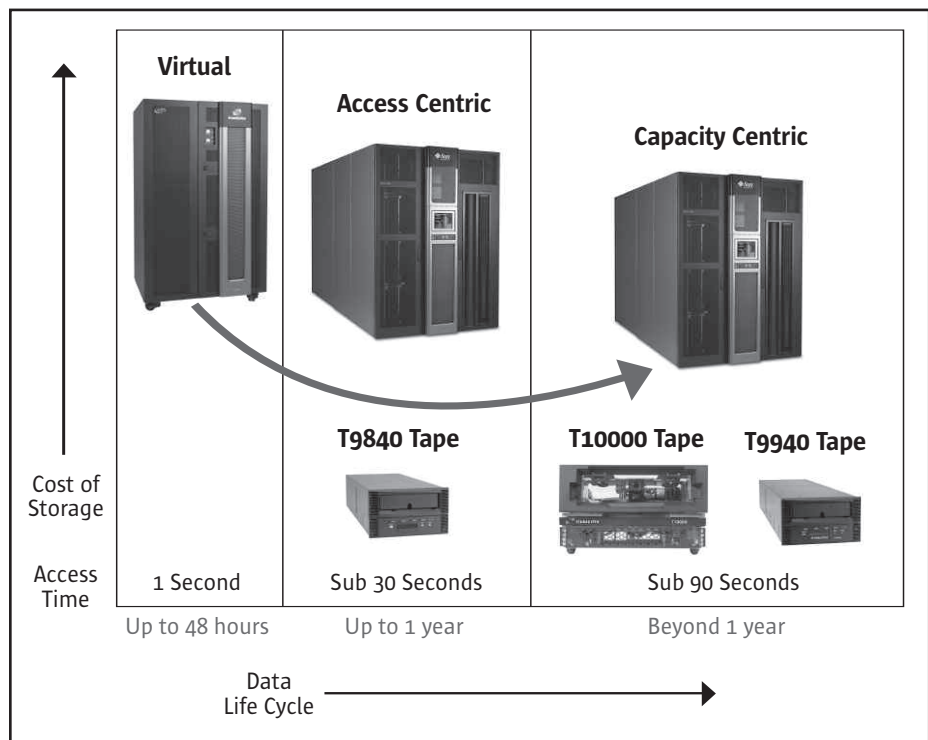 Virtual
Access Centric
Capacity Centric
T9840 Tape
T10000 Tape
T9940 Tape
Cost of
Storage
Access
Time
1 Second
Sub 30 Seconds
Sub 90 Seconds
Up to 48 hours
Up to 1 year
Beyond 1 year
Data
Life Cycle